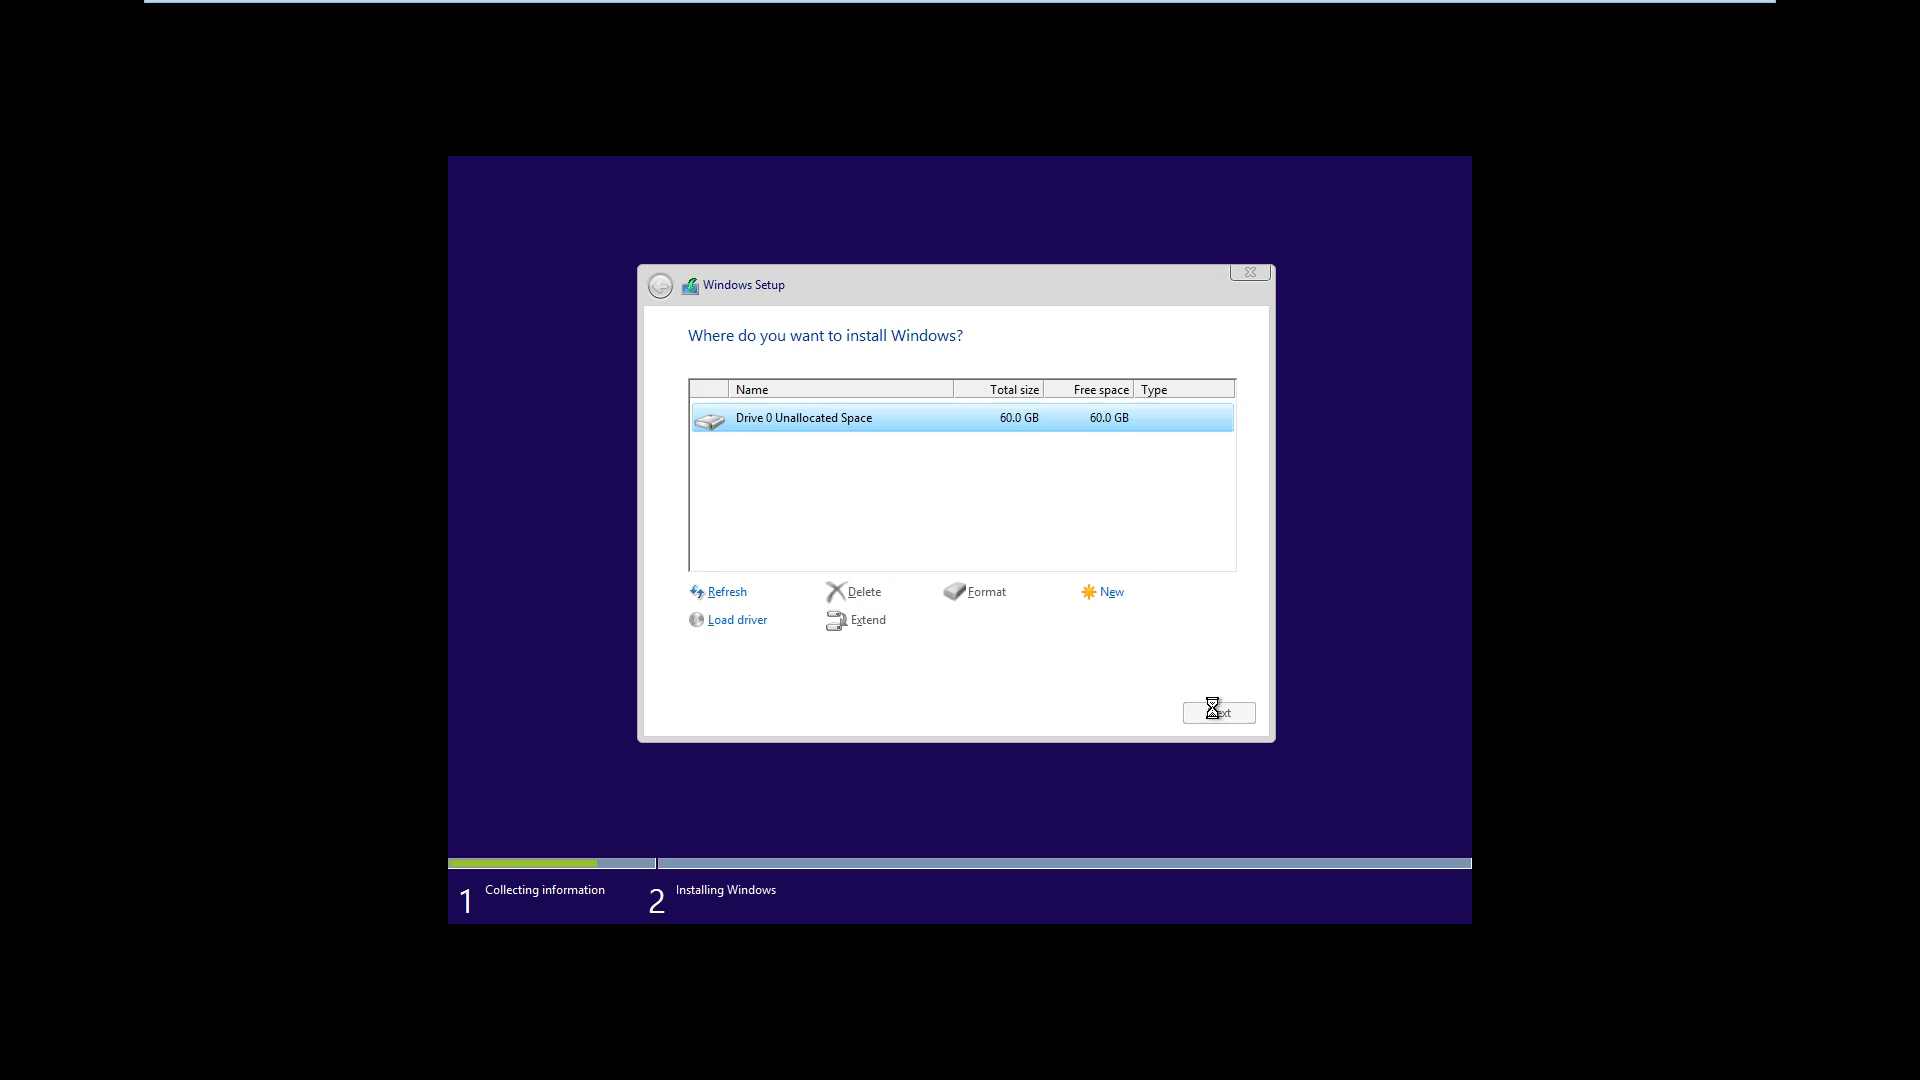 Windows Setup
Where do you want to install Windows?
Name Total size Free space Type
Drive 0 Unallocated Space 60.0 GB 60.0 GB
Refresh Delete Format New
Load driver Extend
1 Collecting information 2 Installing Windows